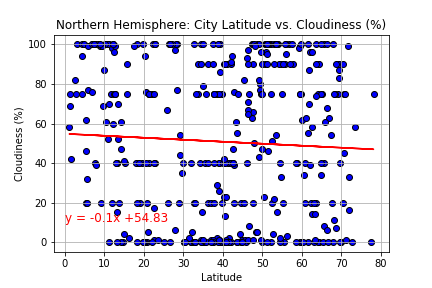 Northern Hemisphere: City Latitude vs. Cloudiness (%)
100
80
60
40
20
0
Cloudiness (%)
y = -0.1x +54.83
0 10 20 30 40 50 60 70 80
Latitude